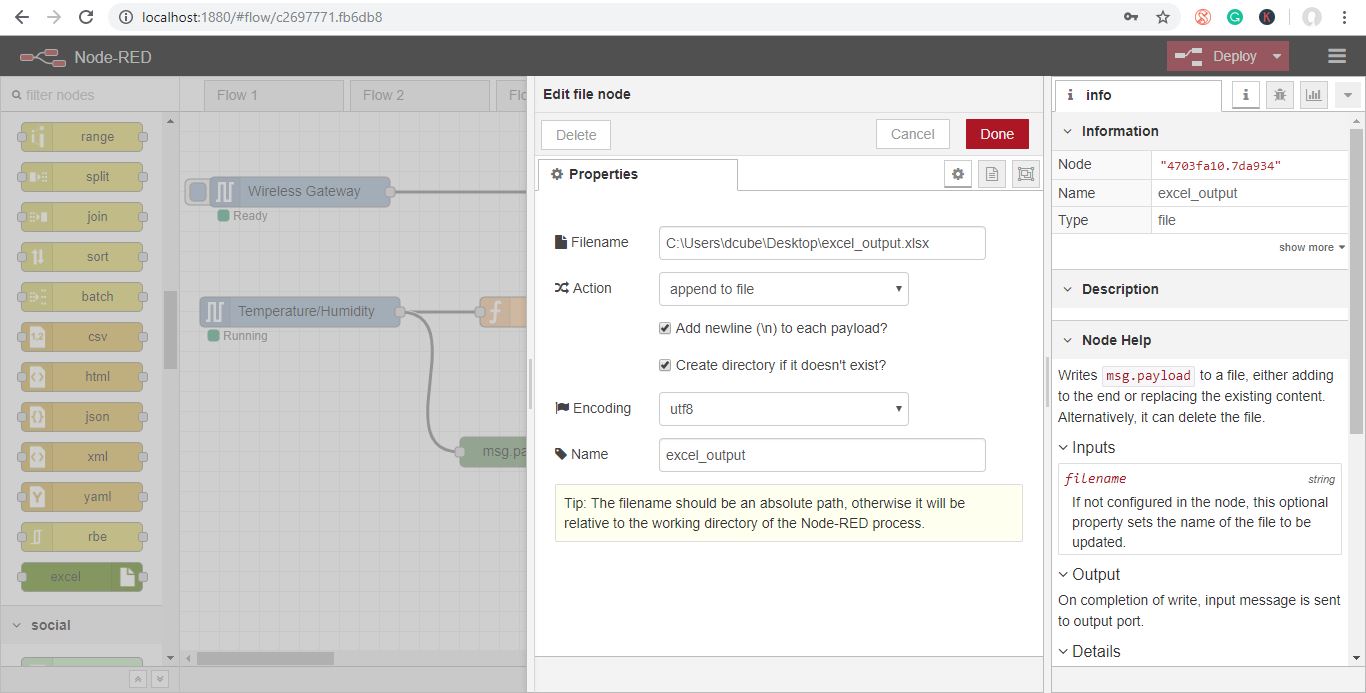 localhost:1880/#flow/c2697771.fb6db8
Node-RED
Deploy
filter nodes
range
split
join
sort
batch
csv
html
json
xml
yaml
rbe
excel
social
Flow 1
Flow 2
Flo
Wireless Gateway
Ready
Temperature/Humidity
Running
f
msg.pa
Edit file node
Delete
Cancel
Done
Properties
Filename
C:\Users\dcube\Desktop\excel_output.xlsx
Action
append to file
Add newline (\n) to each payload?
Create directory if it doesn't exist?
Encoding
utf8
Name
excel_output
Tip: The filename should be an absolute path, otherwise it will be
relative to the working directory of the Node-RED process.
i info
i
Information
Node "4703fa10.7da934"
Name excel_output
Type file
show more
Description
Node Help
Writes msg.payload to a file, either adding
to the end or replacing the existing content.
Alternatively, it can delete the file.
Inputs
filename string
If not configured in the node, this optional
property sets the name of the file to be
updated.
Output
On completion of write, input message is sent
to output port.
Details